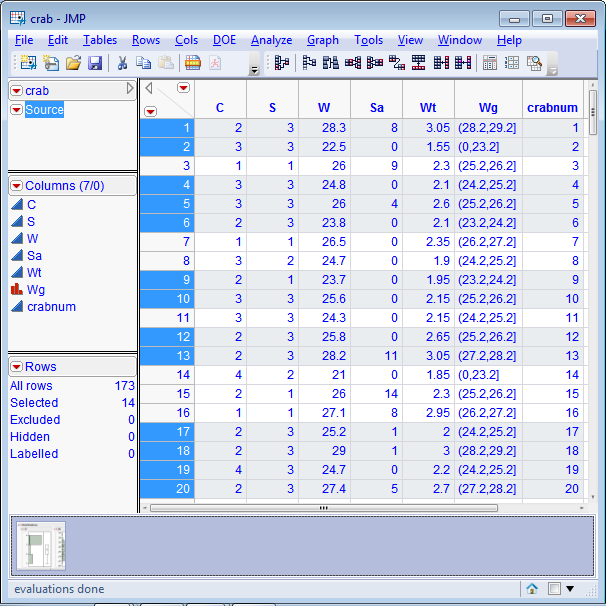 crab - JMP
File Edit Tables Rows Cols DOE Analyze Graph Tools View Window Help
crab
Source
Columns (7/0)
C
S
W
Sa
Wt
Wg
crabnum
Rows
All rows 173
Selected 14
Excluded 0
Hidden 0
Labelled 0
C S W Sa Wt Wg crabnum
1 2 3 28.3 8 3.05 (28.2,29.2] 1
2 3 3 22.5 0 1.55 (0,23.2] 2
3 1 1 26 9 2.3 (25.2,26.2] 3
4 3 3 24.8 0 2.1 (24.2,25.2] 4
5 3 3 26 4 2.6 (25.2,26.2] 5
6 2 3 23.8 0 2.1 (23.2,24.2] 6
7 1 1 26.5 0 2.35 (26.2,27.2] 7
8 3 2 24.7 0 1.9 (24.2,25.2] 8
9 2 1 23.7 0 1.95 (23.2,24.2] 9
10 3 3 25.6 0 2.15 (25.2,26.2] 10
11 3 3 24.3 0 2.15 (24.2,25.2] 11
12 2 3 25.8 0 2.65 (25.2,26.2] 12
13 2 3 28.2 11 3.05 (27.2,28.2] 13
14 4 2 21 0 1.85 (0,23.2] 14
15 2 1 26 14 2.3 (25.2,26.2] 15
16 1 1 27.1 8 2.95 (26.2,27.2] 16
17 2 3 25.2 1 2 (24.2,25.2] 17
18 2 3 29 1 3 (28.2,29.2] 18
19 4 3 24.7 0 2.2 (24.2,25.2] 19
20 2 3 27.4 5 2.7 (27.2,28.2] 20
evaluations done